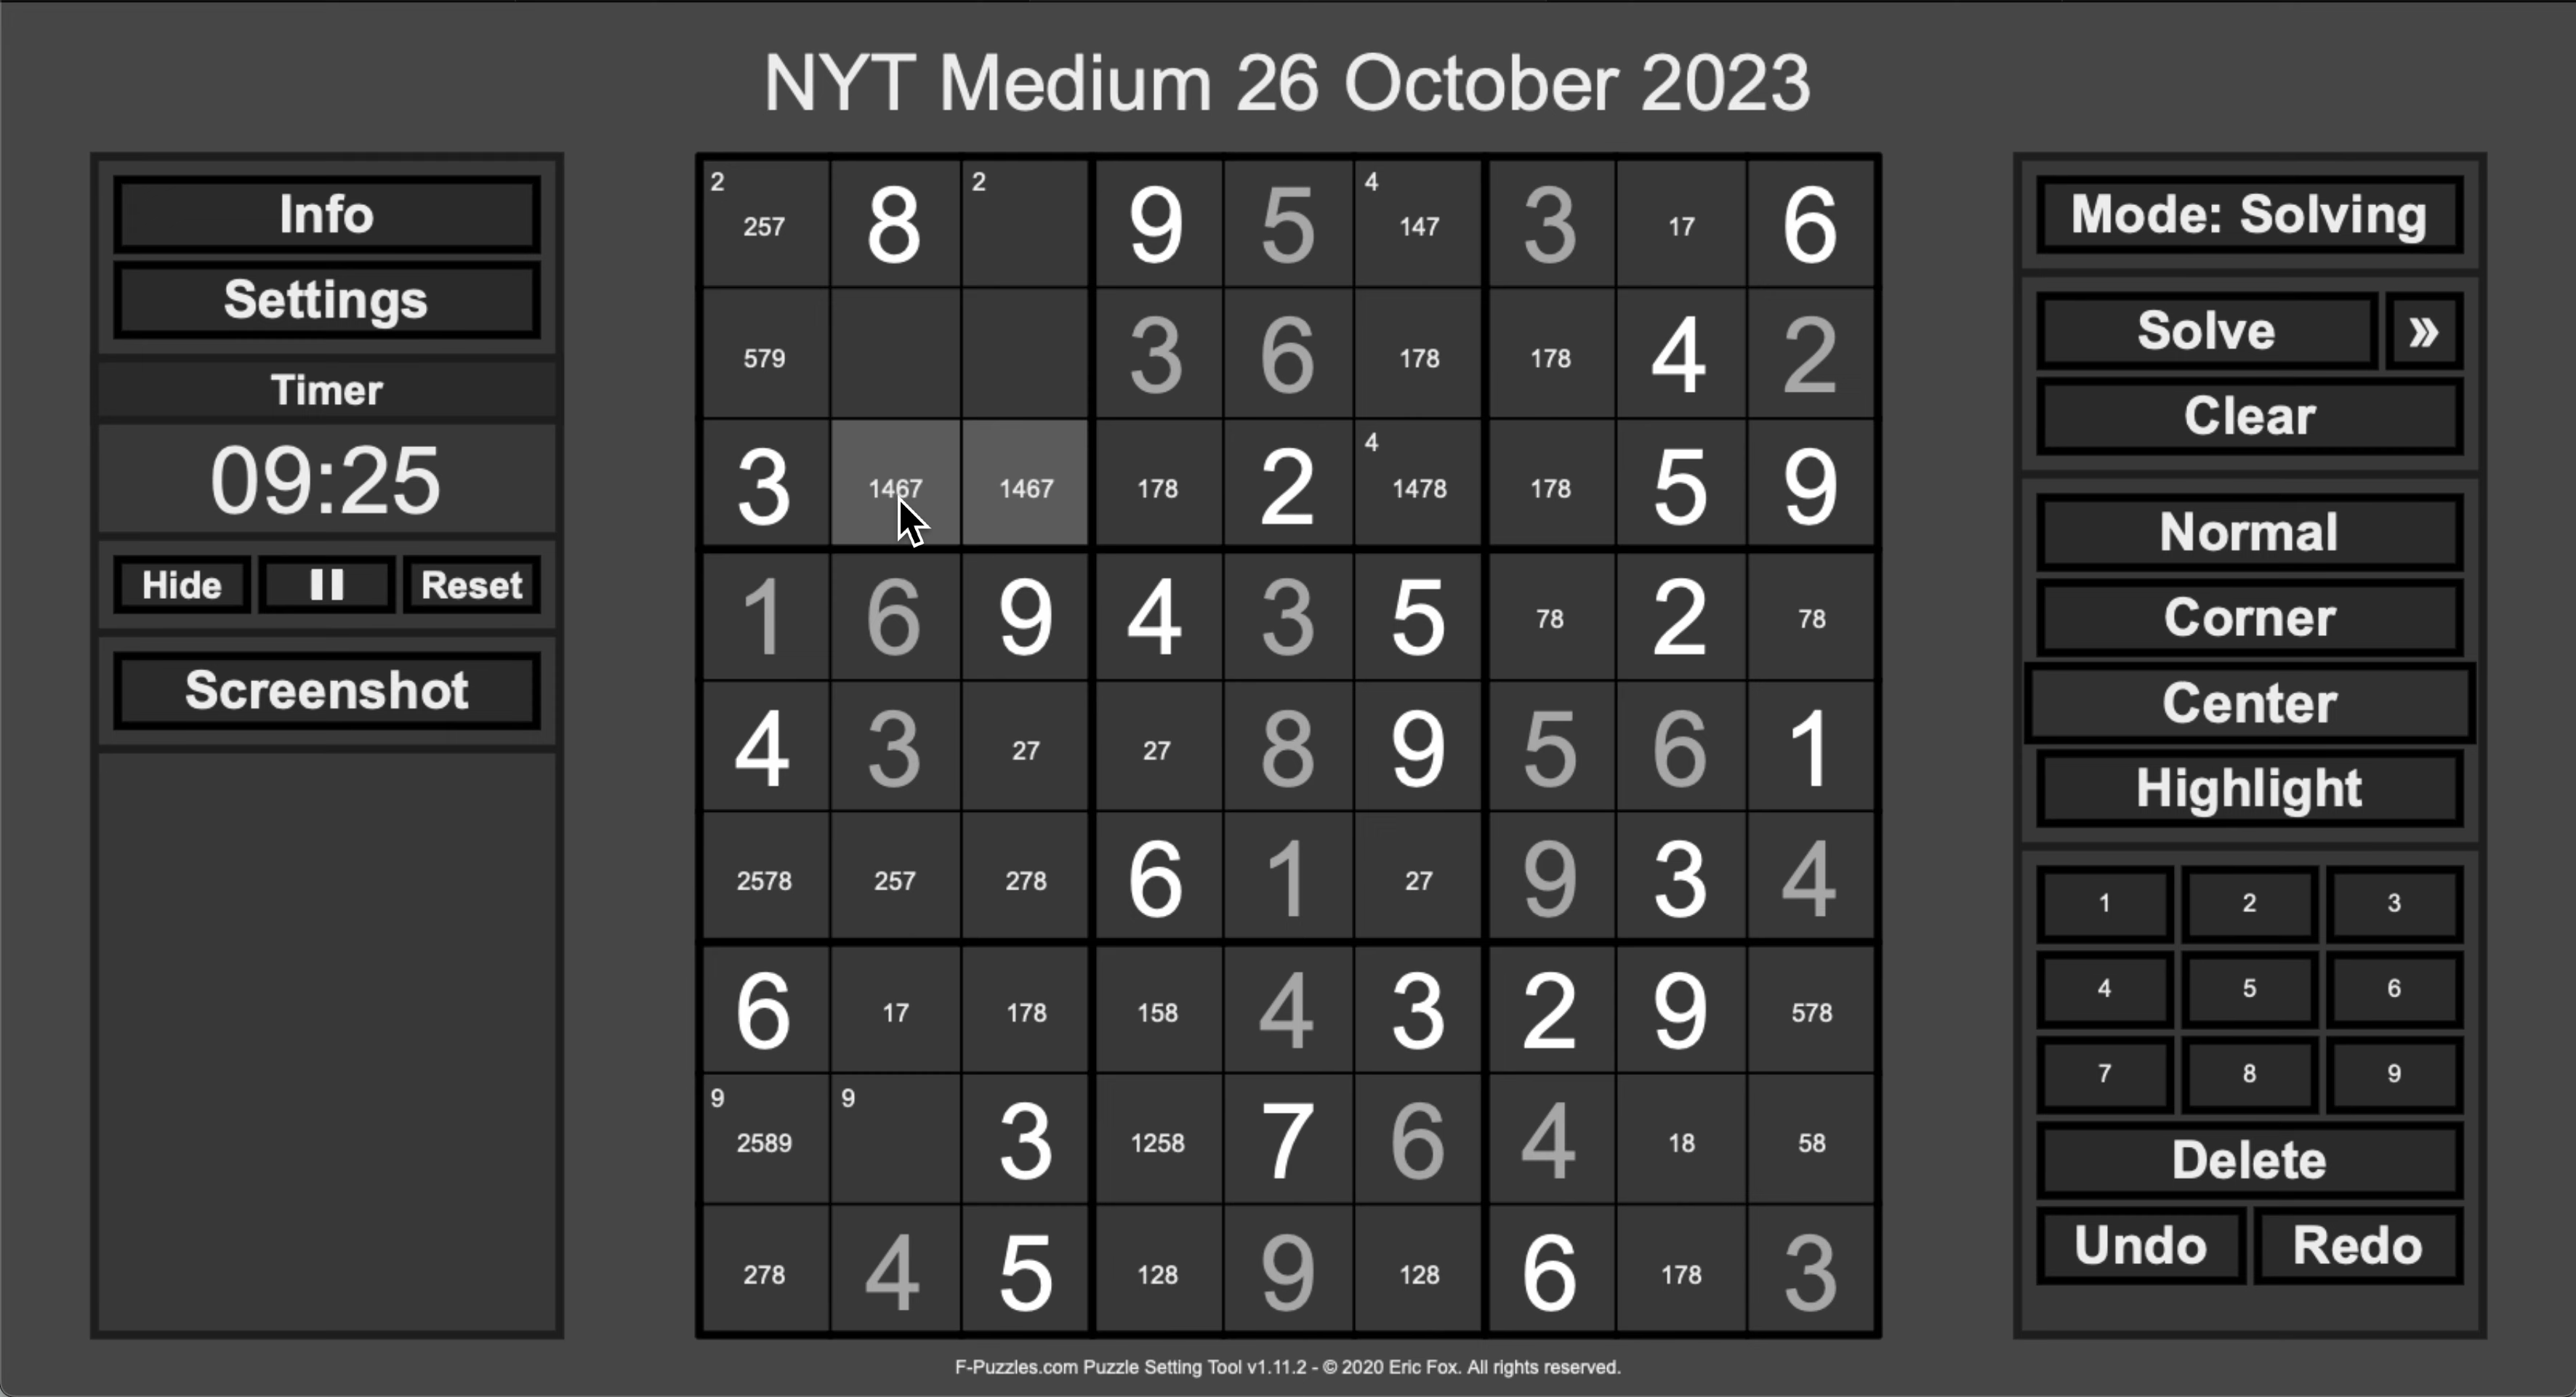 NYT Medium 26 October 2023
Info
Settings
Timer
09:25
Hide Reset
Screenshot
2 257 8 2 9 5 4 147 3 17 6
579 3 6 178 178 4 2
3 1467 1467 178 2 4 1478 178 5 9
1 6 9 4 3 5 78 2 78
4 3 27 27 8 9 5 6 1
2578 257 278 6 1 27 9 3 4
6 17 178 158 4 3 2 9 578
9 2589 9 3 1258 7 6 4 18 58
278 4 5 128 9 128 6 178 3
Mode: Solving
Solve »
Clear
Normal
Corner
Center
Highlight
1 2 3
4 5 6
7 8 9
Delete
Undo Redo
F-Puzzles.com Puzzle Setting Tool v1.11.2 - © 2020 Eric Fox. All rights reserved.